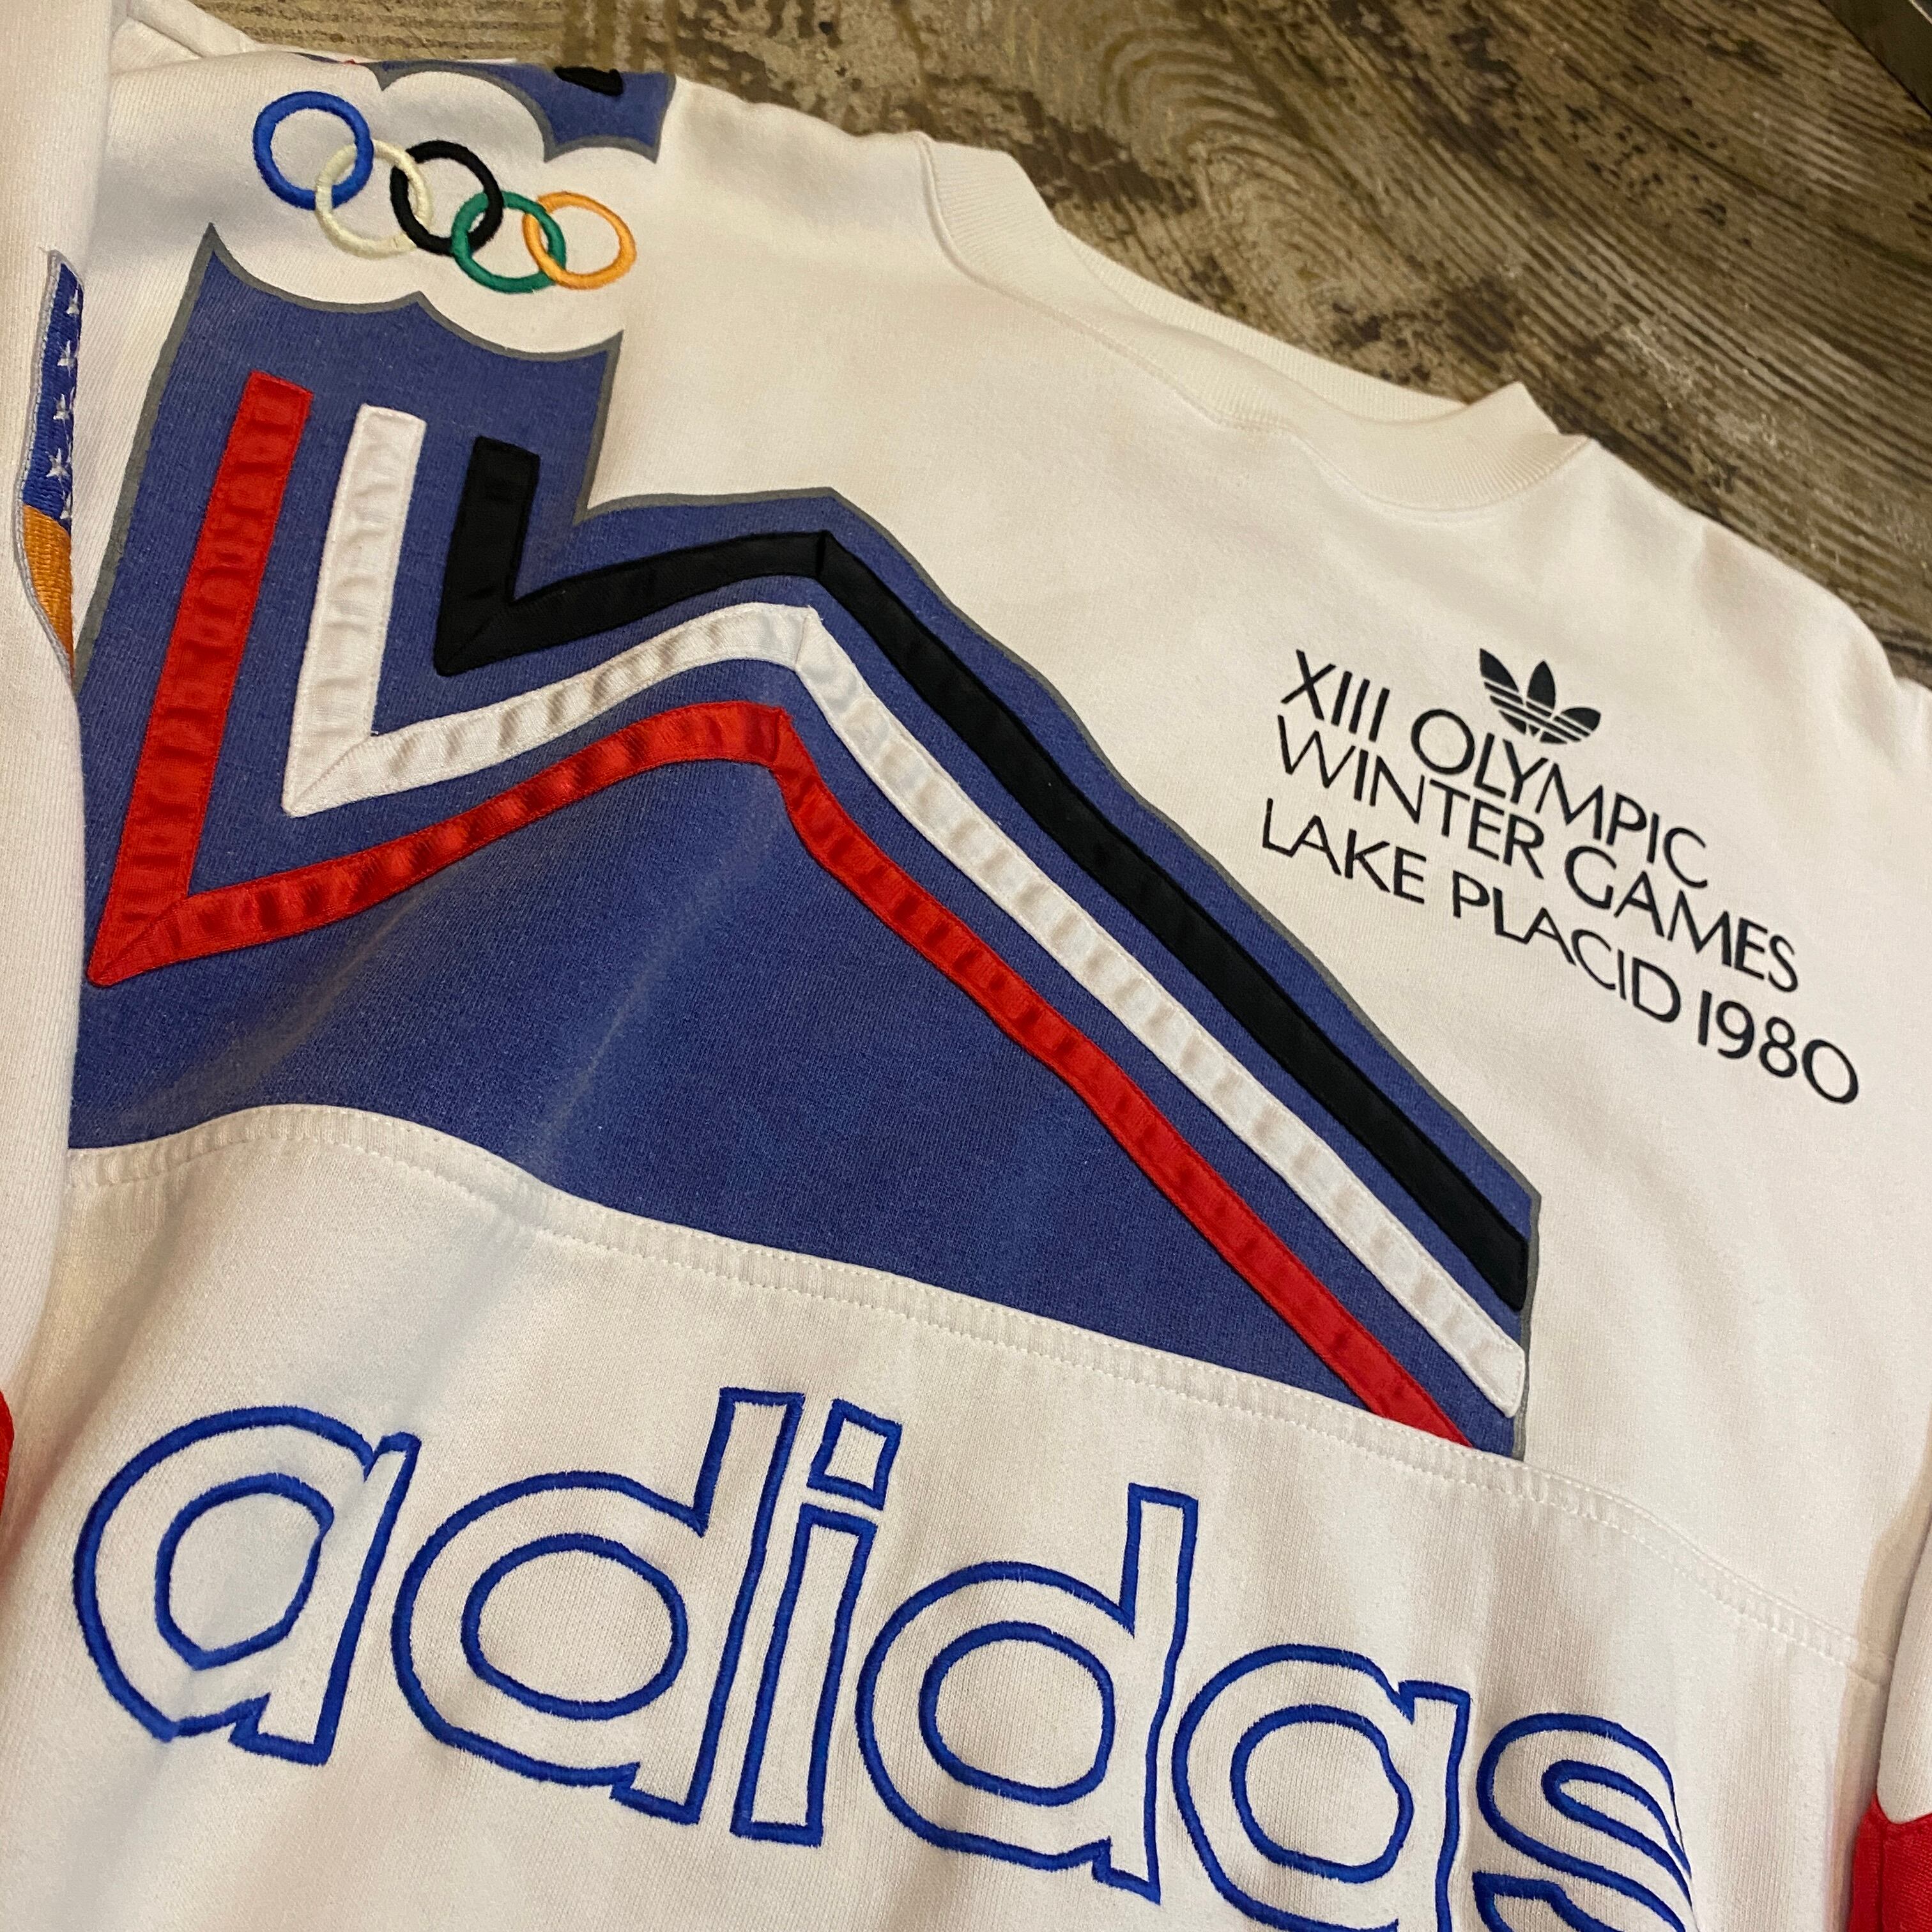 XIII OLYMPIC
WINTER GAMES
LAKE PLACID 1980
adidas